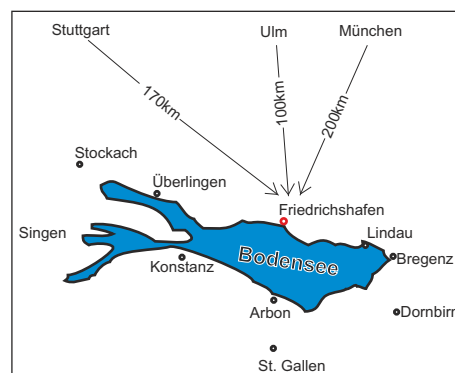 Stuttgart
Ulm
München
170km
100km
200km
Stockach
Überlingen
Friedrichshafen
Singen
Lindau
Bodensee
Bregenz
Konstanz
Arbon
Dornbirn
St. Gallen